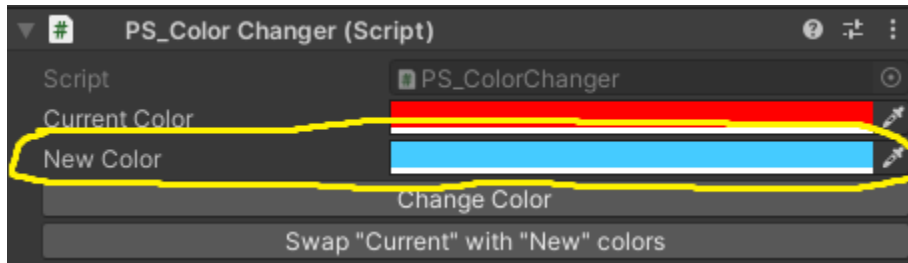 PS_Color Changer (Script)
Script PS_ColorChanger
Current Color
New Color
Change Color
Swap "Current" with "New" colors